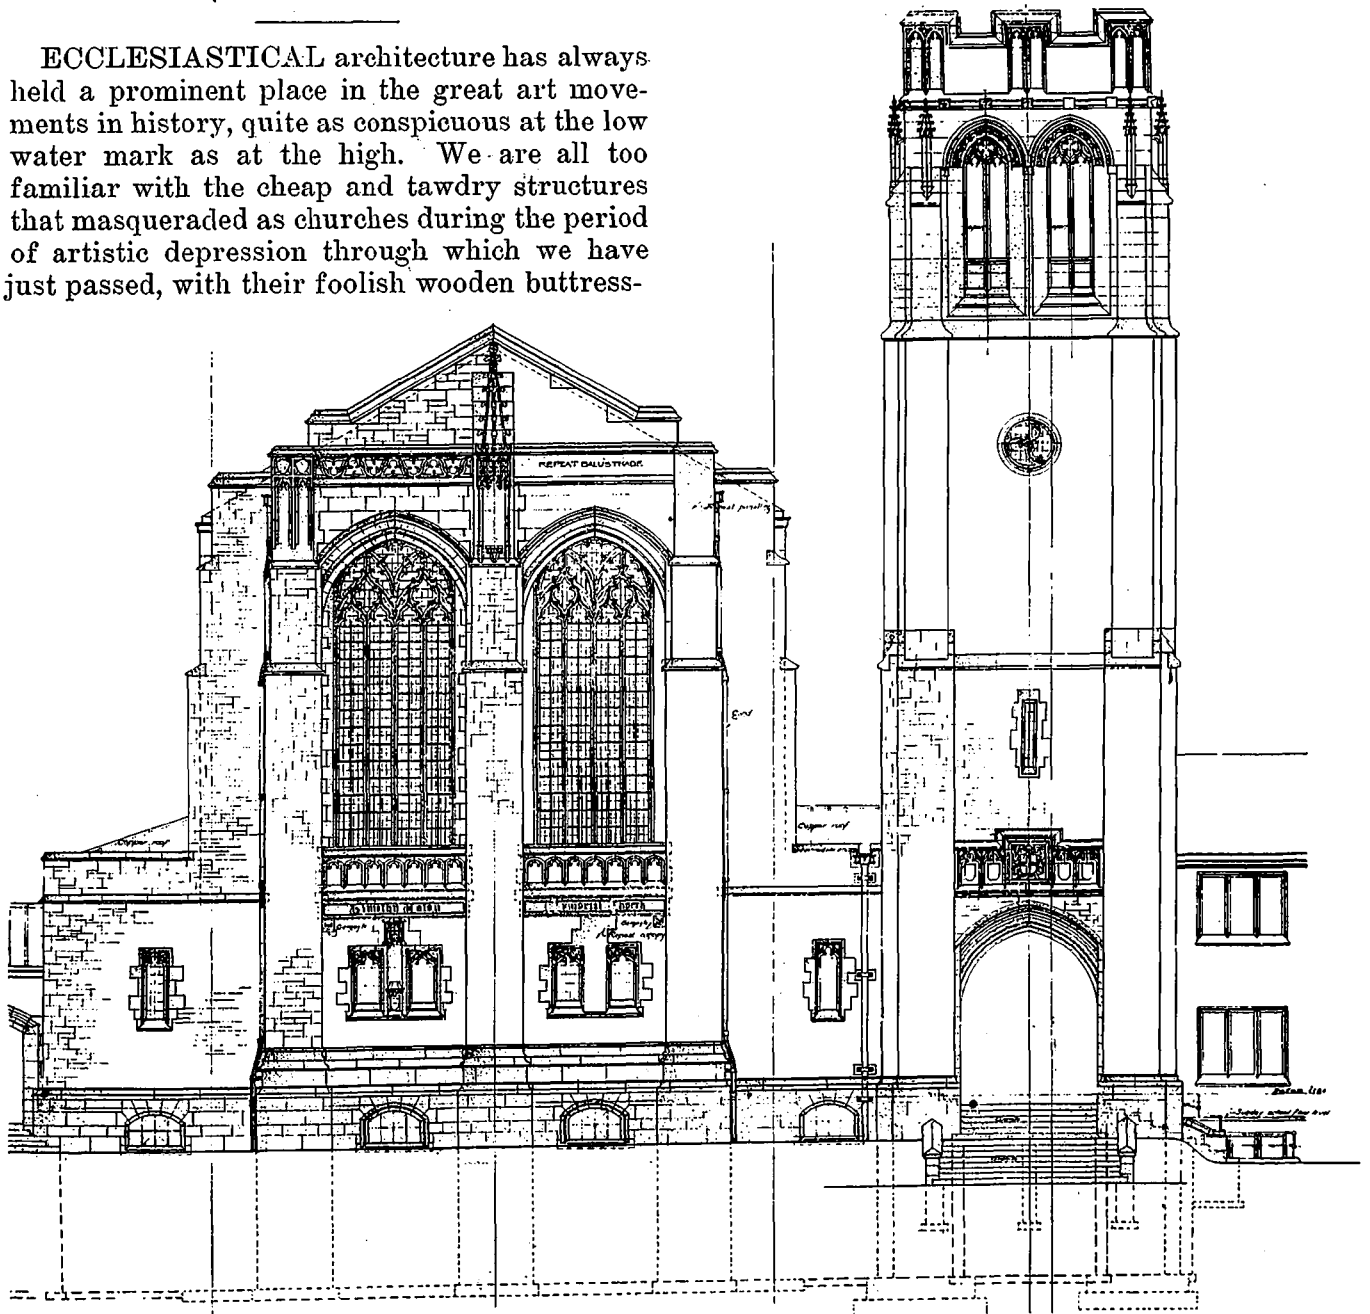 ECCLESIASTICAL architecture has always
held a prominent place in the great art move-
ments in history, quite as conspicuous at the low
water mark as at the high. We are all too
familiar with the cheap and tawdry structures
that masqueraded as churches during the period
of artistic depression through which we have
just passed, with their foolish wooden buttress-
REPEAT BALUSTRADE
Copper roof
Copper roof